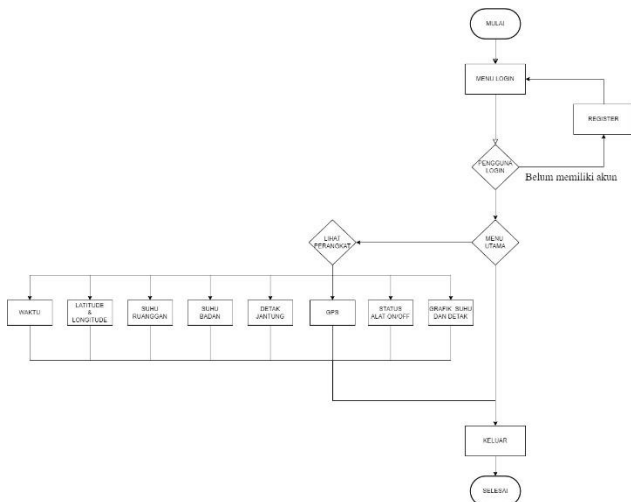 MULAI
MENU LOGIN
REGISTER
PENGGUNA
LOGIN
Belum memiliki akun
LIHAT
PERANGKAT
MENU
UTAMA
WAKTU
LATITUDE
&
LONGITUDE
SUHU
RUANGGAN
SUHU
BADAN
DETAK
JANTUNG
GPS
STATUS
ALAT ON/OFF
GRAFIK SUHU
DAN DETAK
KELUAR
SELESAI